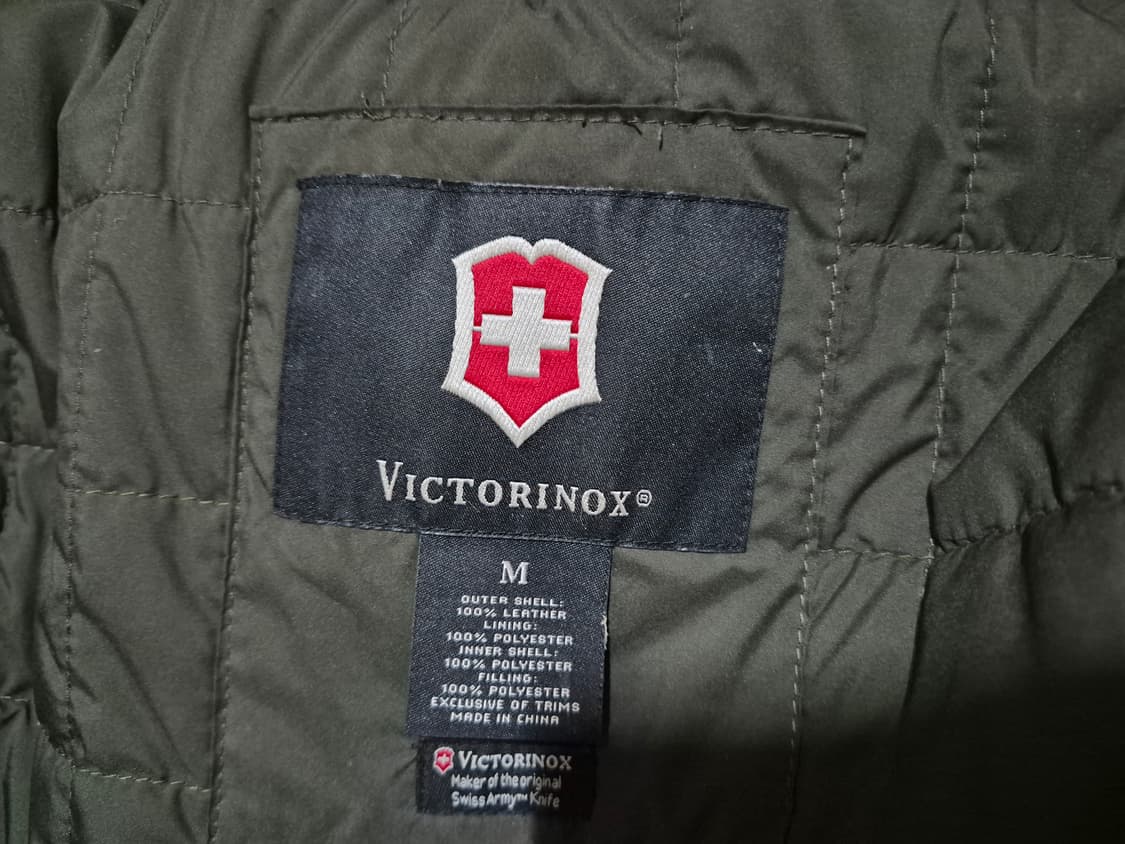 VICTORINOX®
M
OUTER SHELL:
100% LEATHER
LINING:
100% POLYESTER
INNER SHELL:
100% POLYESTER
FILLING:
100% POLYESTER
EXCLUSIVE OF TRIMS
MADE IN CHINA
VICTORINOX
Maker of the original
Swiss Army™ Knife